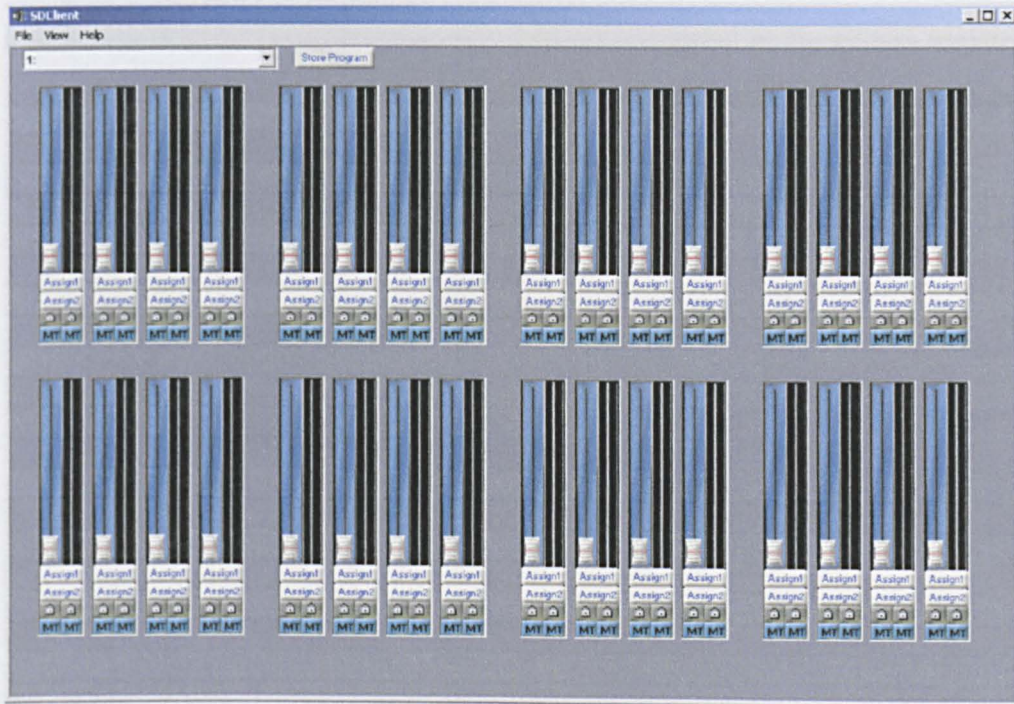 SDClient
File View Help
1: Store Program
Assign1 Assign1 Assign1 Assign1 Assign1 Assign1 Assign1 Assign1 Assign1 Assign1 Assign1 Assign1 Assign1 Assign1 Assign1 Assign1
Assign2 Assign2 Assign2 Assign2 Assign2 Assign2 Assign2 Assign2 Assign2 Assign2 Assign2 Assign2 Assign2 Assign2 Assign2 Assign2
MT MT MT MT MT MT MT MT MT MT MT MT MT MT MT MT MT MT MT MT MT MT MT MT MT MT MT MT MT MT MT MT
Assign1 Assign1 Assign1 Assign1 Assign1 Assign1 Assign1 Assign1 Assign1 Assign1 Assign1 Assign1 Assign1 Assign1 Assign1 Assign1
Assign2 Assign2 Assign2 Assign2 Assign2 Assign2 Assign2 Assign2 Assign2 Assign2 Assign2 Assign2 Assign2 Assign2 Assign2 Assign2
MT MT MT MT MT MT MT MT MT MT MT MT MT MT MT MT MT MT MT MT MT MT MT MT MT MT MT MT MT MT MT MT